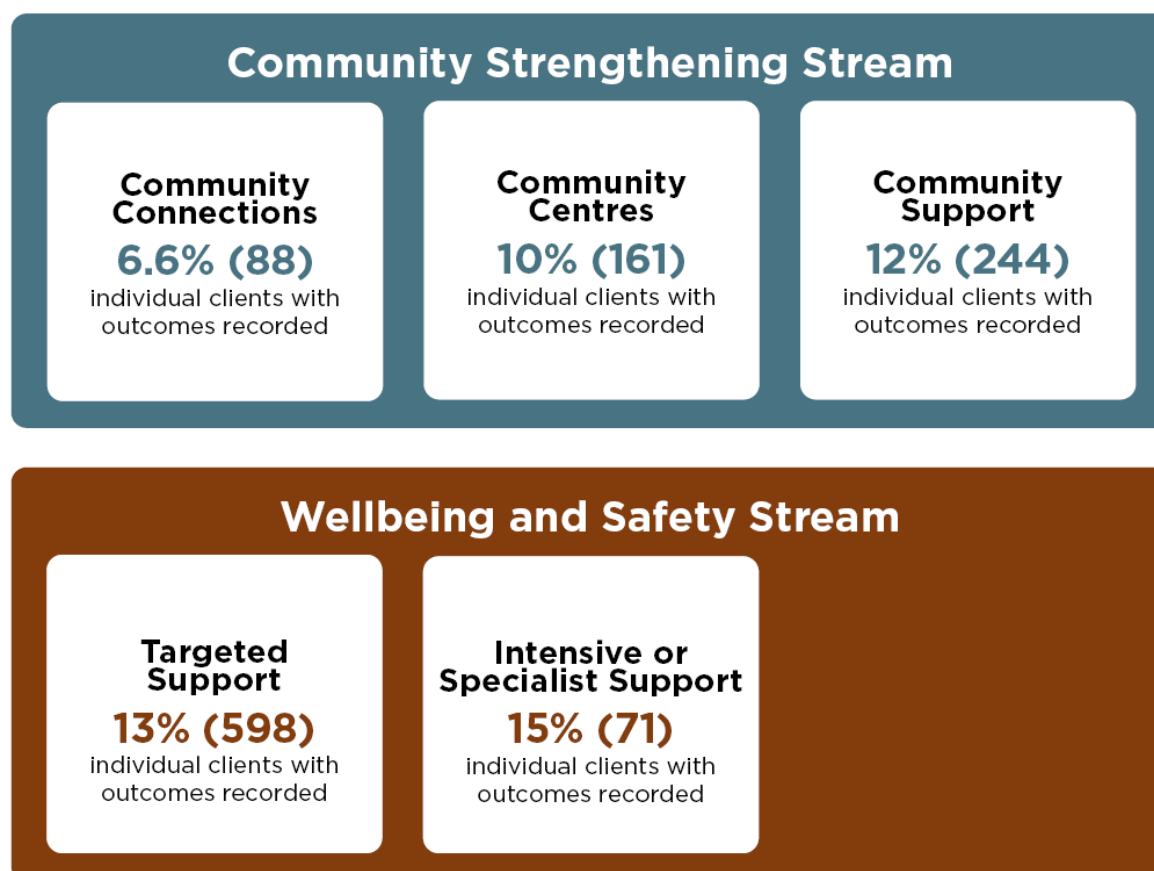 Community Strengthening Stream
Community
Connections
6.6% (88)
individual clients with
outcomes recorded
Community
Centres
10% (161)
individual clients with
outcomes recorded
Community
Support
12% (244)
individual clients with
outcomes recorded
Wellbeing and Safety Stream
Targeted
Support
13% (598)
individual clients with
outcomes recorded
Intensive or
Specialist Support
15% (71)
individual clients with
outcomes recorded